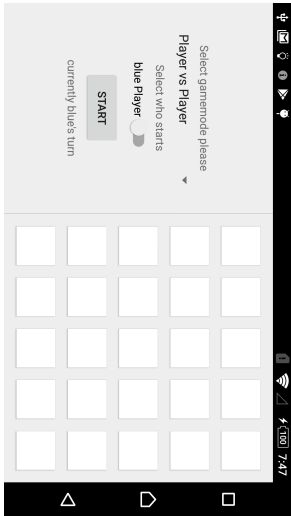 100 7:47
Select gamemode please
Player vs Player
Select who starts
blue Player
START
currently blue's turn